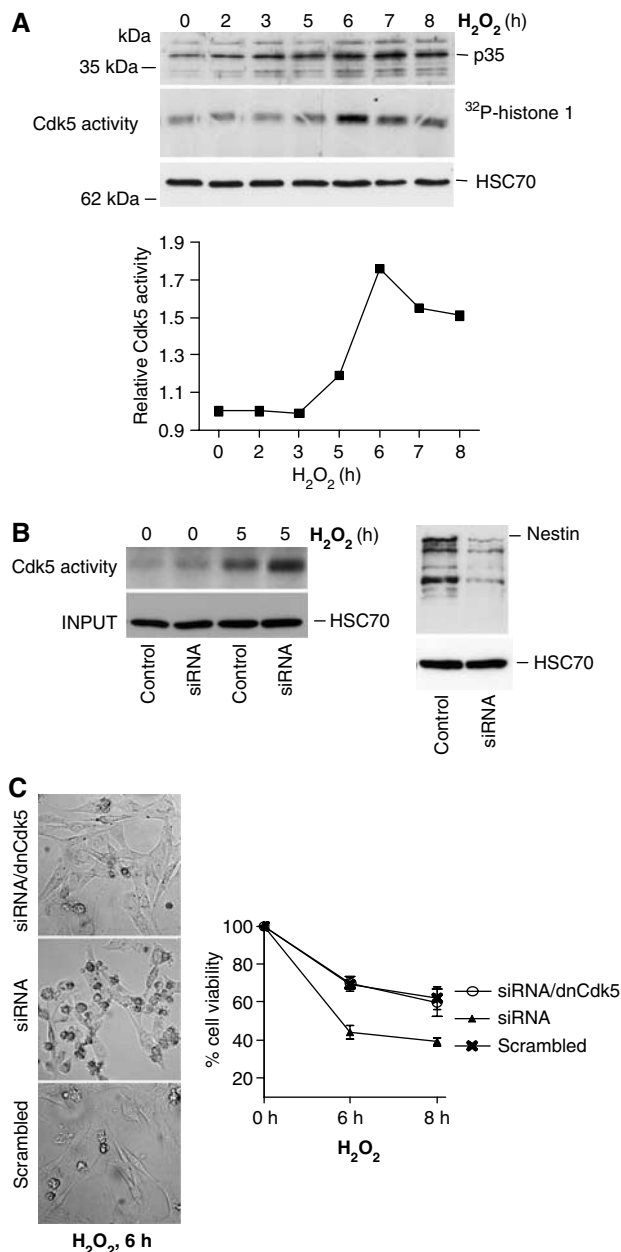 A
0 2 3 5 6 7 8 H2O2 (h)
kDa
35 kDa
p35
Cdk5 activity
32P-histone 1
62 kDa
HSC70
1.9
1.7
1.5
1.3
1.1
0.9
Relative Cdk5 activity
0 2 3 5 6 7 8
H2O2 (h)
B
0 0 5 5 H2O2 (h)
Cdk5 activity
INPUT
HSC70
Control siRNA Control siRNA
Nestin
HSC70
Control siRNA
C
siRNA/dnCdk5
siRNA
Scrambled
H2O2, 6 h
100
80
60
40
20
% cell viability
0 h 6 h 8 h
H2O2
siRNA/dnCdk5
siRNA
Scrambled